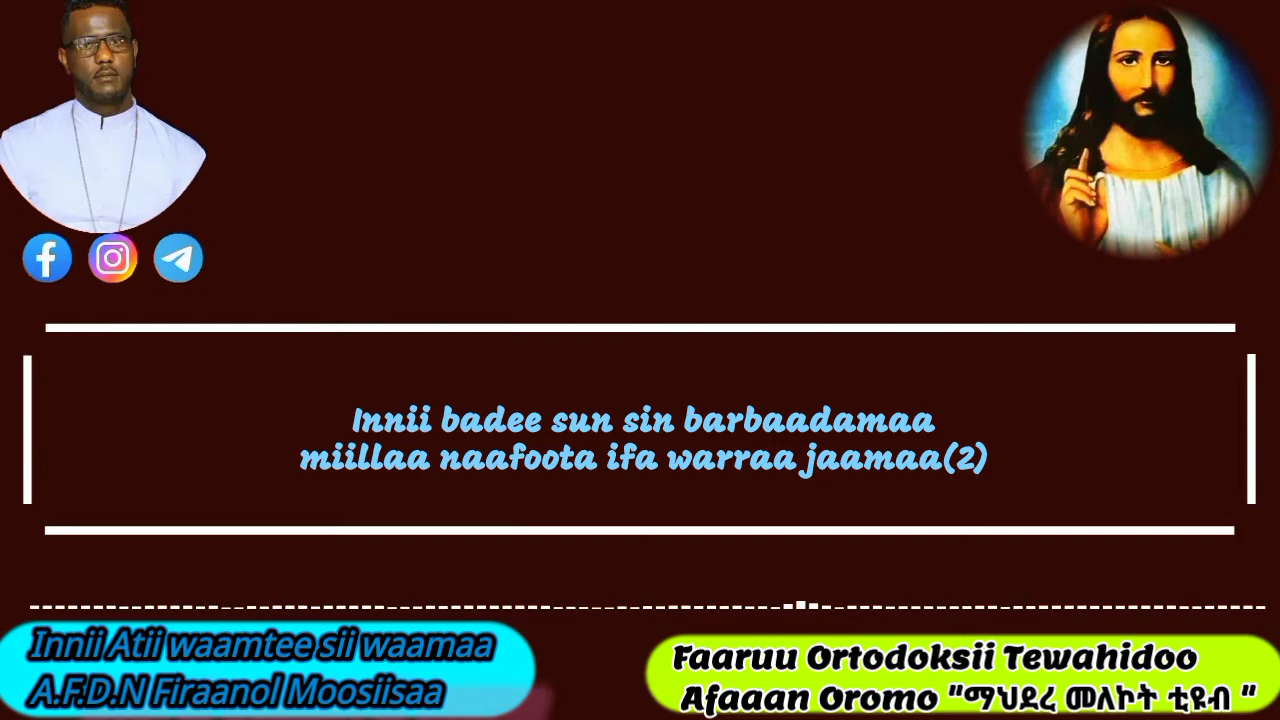 Innii badee sun sin barbaadamaa
miillaa naafoota ifa warraa jaamaa(2)
Innii Atii waamtee sii waamaa
A.F.D.N Firaanol Moosiisaa
Faaruu Ortodoksii Tewahidoo
Afaaan Oromo "ማህደረ መለኮት ቲዩብ "